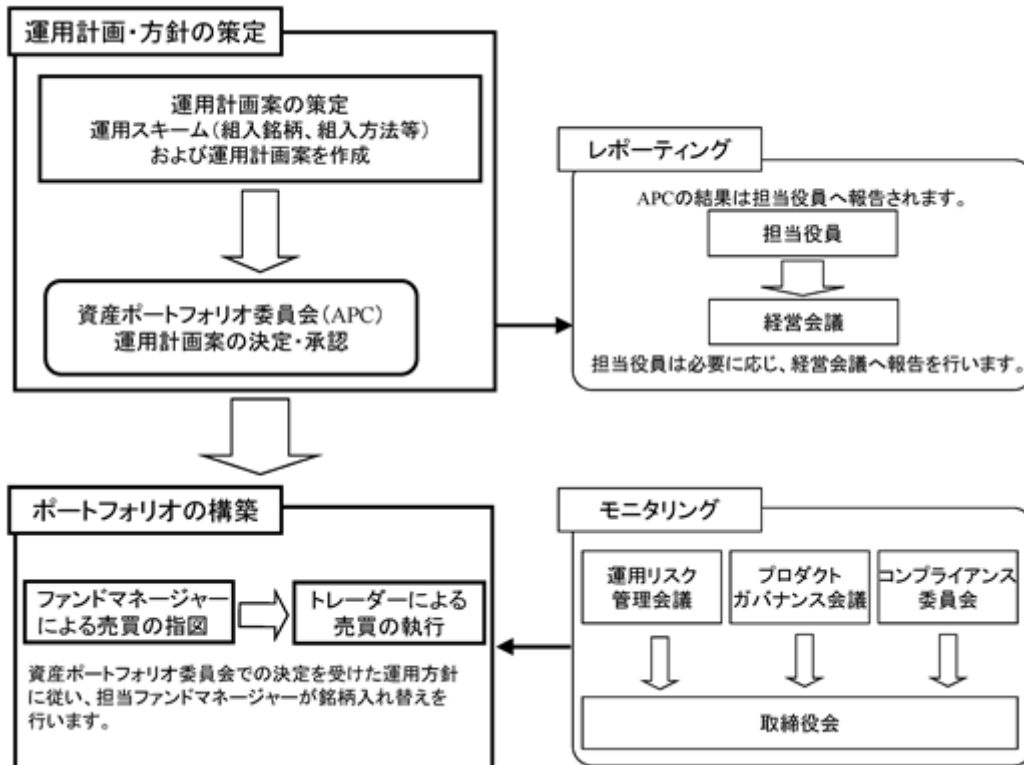 運用計画・方針の策定
運用計画案の策定
運用スキーム(組入銘柄、組入方法等)
および運用計画案を作成
資産ポートフォリオ委員会(APC)
運用計画案の決定・承認
レポーティング
APCの結果は担当役員へ報告されます。
担当役員
経営会議
担当役員は必要に応じ、経営会議へ報告を行います。
ポートフォリオの構築
ファンドマネージャー
による売買の指図
トレーダーによる
売買の執行
資産ポートフォリオ委員会での決定を受けた運用方針
に従い、担当ファンドマネージャーが銘柄入れ替えを
行います。
モニタリング
運用リスク
管理会議
プロダクト
ガバナンス会議
コンプライアンス
委員会
取締役会